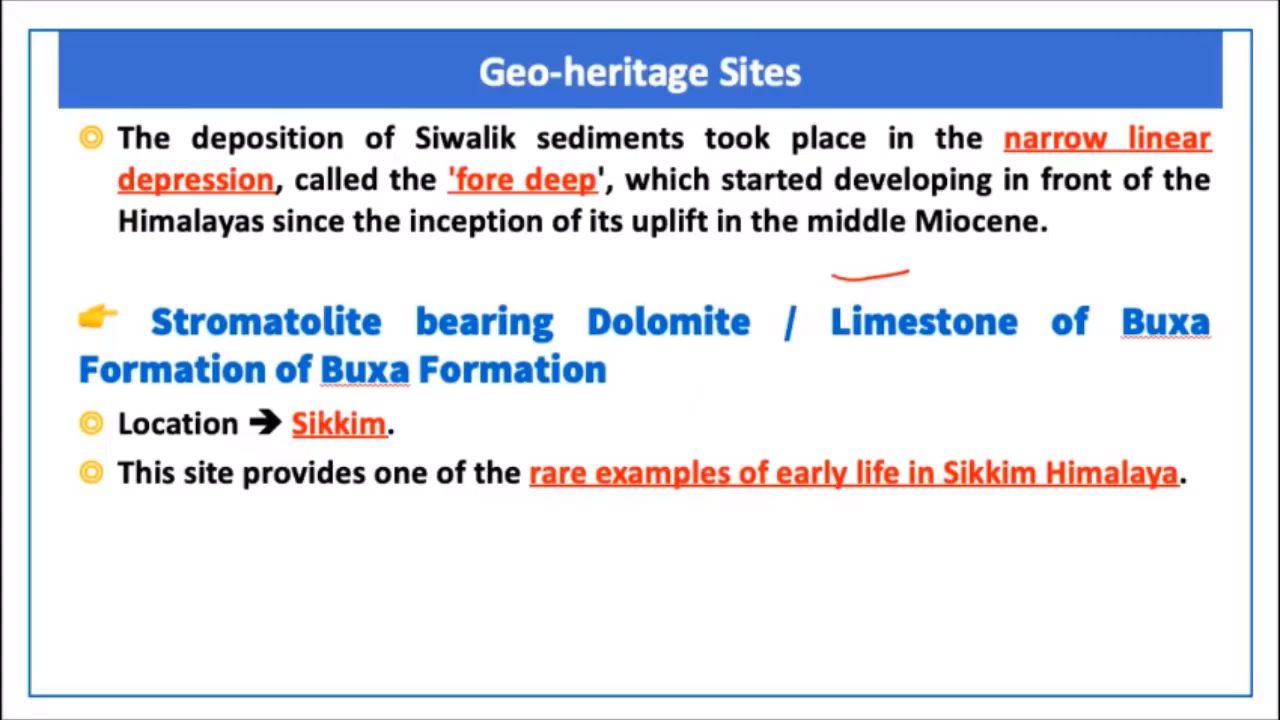 Geo-heritage Sites
The deposition of Siwalik sediments took place in the narrow linear
depression, called the 'fore deep', which started developing in front of the
Himalayas since the inception of its uplift in the middle Miocene.
Stromatolite bearing Dolomite / Limestone of Buxa
Formation of Buxa Formation
Location ➔ Sikkim.
This site provides one of the rare examples of early life in Sikkim Himalaya.